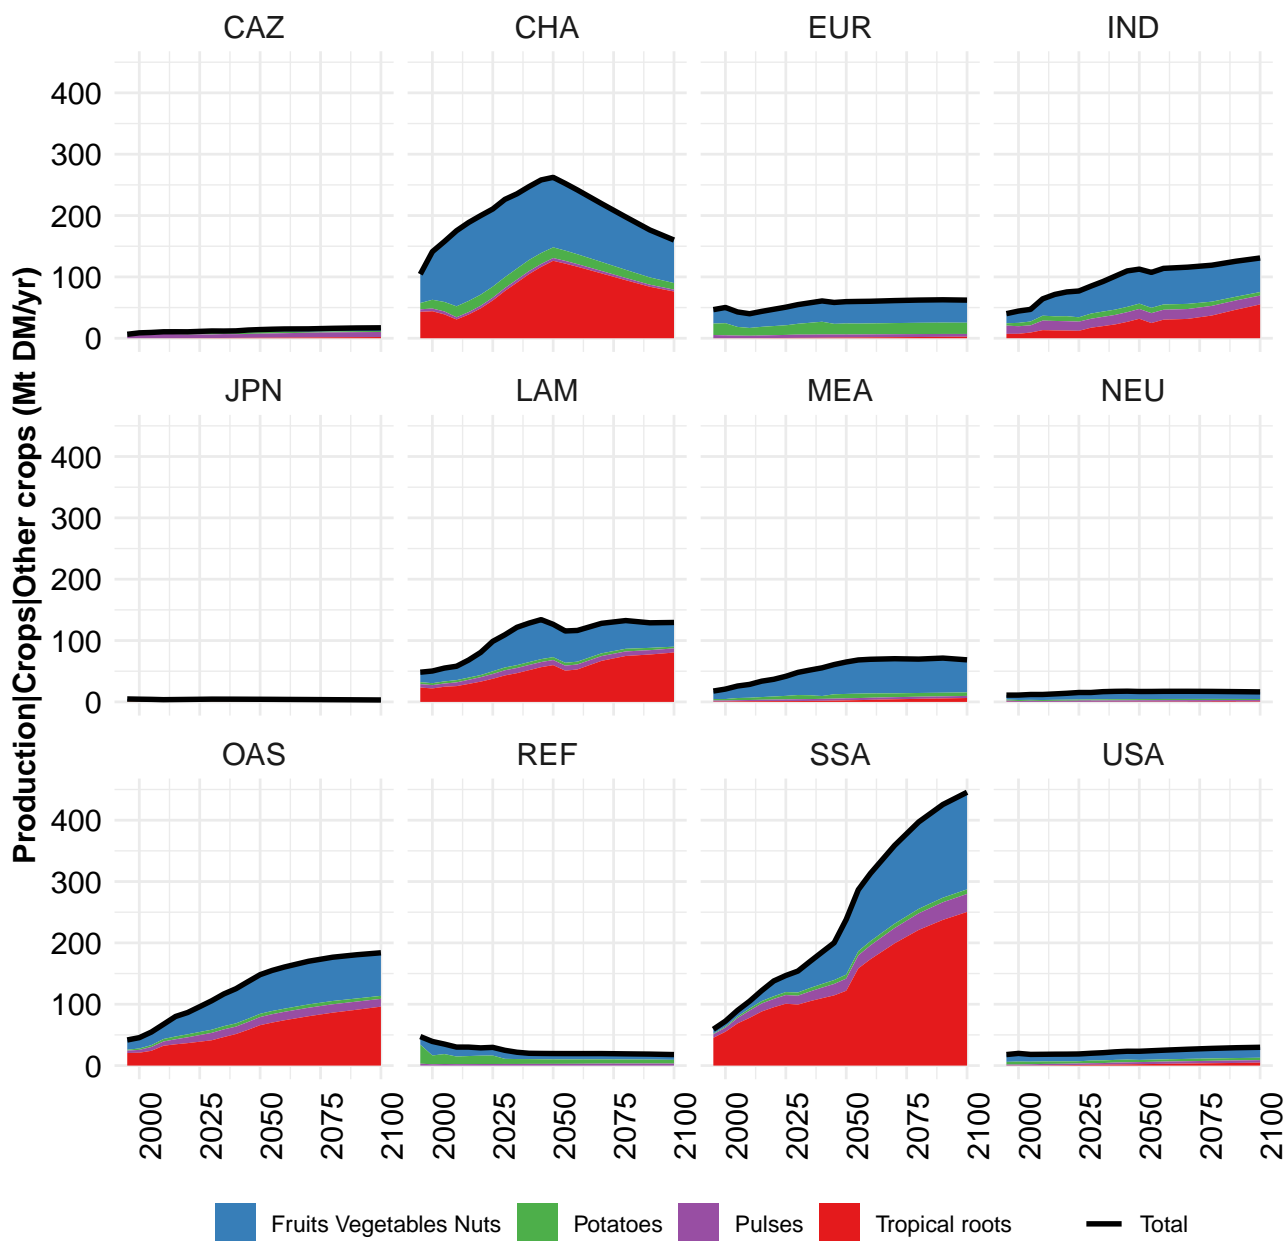 CAZ CHA EUR IND
400
300
200
100
0
JPN LAM MEA NEU
400
300
200
100
0
OAS REF SSA USA
400
300
200
100
0
Production|Crops|Other crops (Mt DM/yr)
2000 2025 2050 2075 2100 2000 2025 2050 2075 2100 2000 2025 2050 2075 2100 2000 2025 2050 2075 2100
Fruits Vegetables Nuts Potatoes Pulses Tropical roots Total